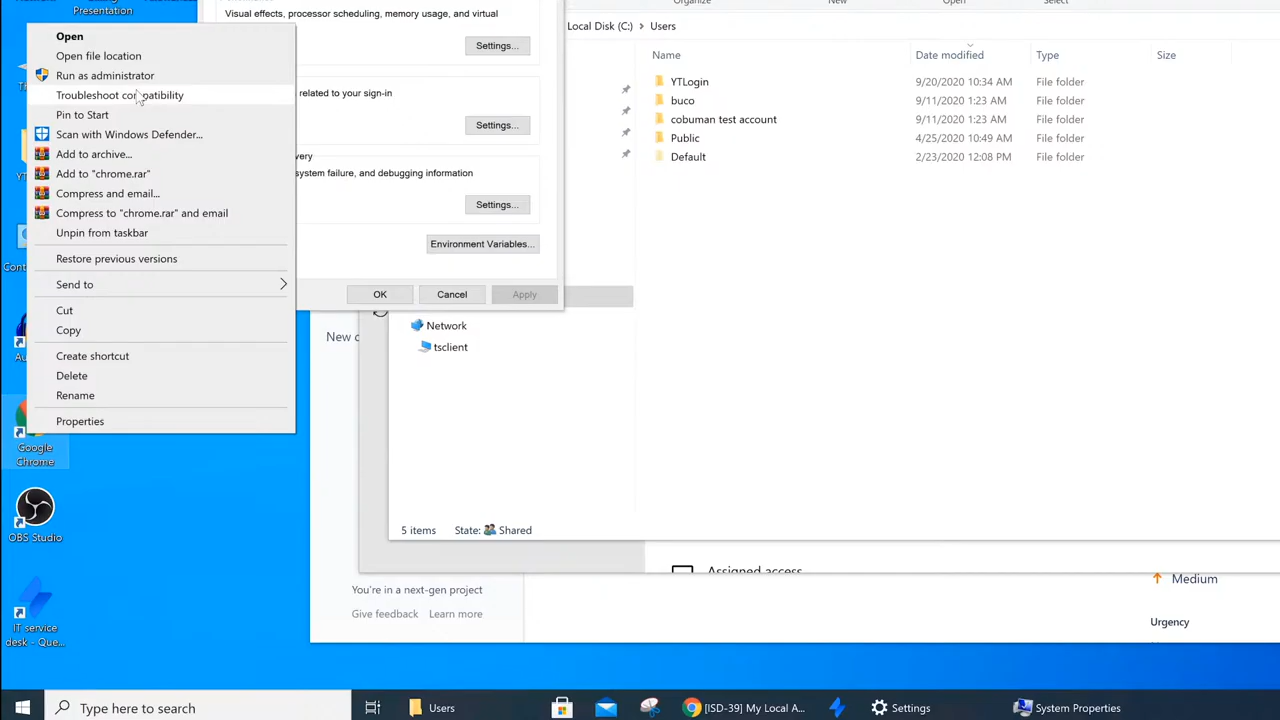 Presentation
Visual effects, processor scheduling, memory usage, and virtual
Settings...
related to your sign-in
Settings...
very
system failure, and debugging information
Settings...
Environment Variables...
OK
Cancel
Apply
Open
Open file location
Run as administrator
Troubleshoot compatibility
Pin to Start
Scan with Windows Defender...
Add to archive...
Add to "chrome.rar"
Compress and email...
Compress to "chrome.rar" and email
Unpin from taskbar
Restore previous versions
Send to
Cut
Copy
Create shortcut
Delete
Rename
Properties
Organize
New
Open
Select
Local Disk (C:) > Users
Name Date modified Type Size
YTLogin 9/20/2020 10:34 AM File folder
buco 9/11/2020 1:23 AM File folder
cobuman test account 9/11/2020 1:23 AM File folder
Public 4/25/2020 10:49 AM File folder
Default 2/23/2020 12:08 PM File folder
Network
tsclient
5 items State: Shared
New c
You're in a next-gen project
Give feedback Learn more
Assigned access
Medium
Urgency
Th
YT
Cont
Au
Google
Chrome
OBS Studio
IT service
desk - Que...
Type here to search
Users
[ISD-39] My Local A...
Settings
System Properties